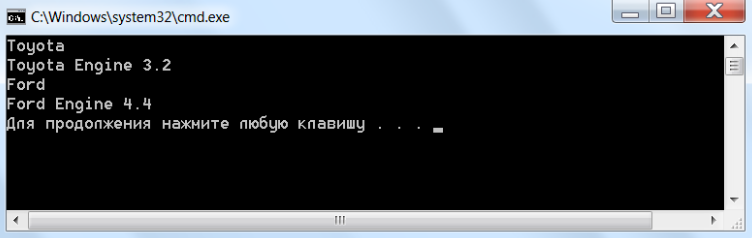 C:\Windows\system32\cmd.exe
Toyota
Toyota Engine 3.2
Ford
Ford Engine 4.4
Для продолжения нажмите любую клавишу . . . _